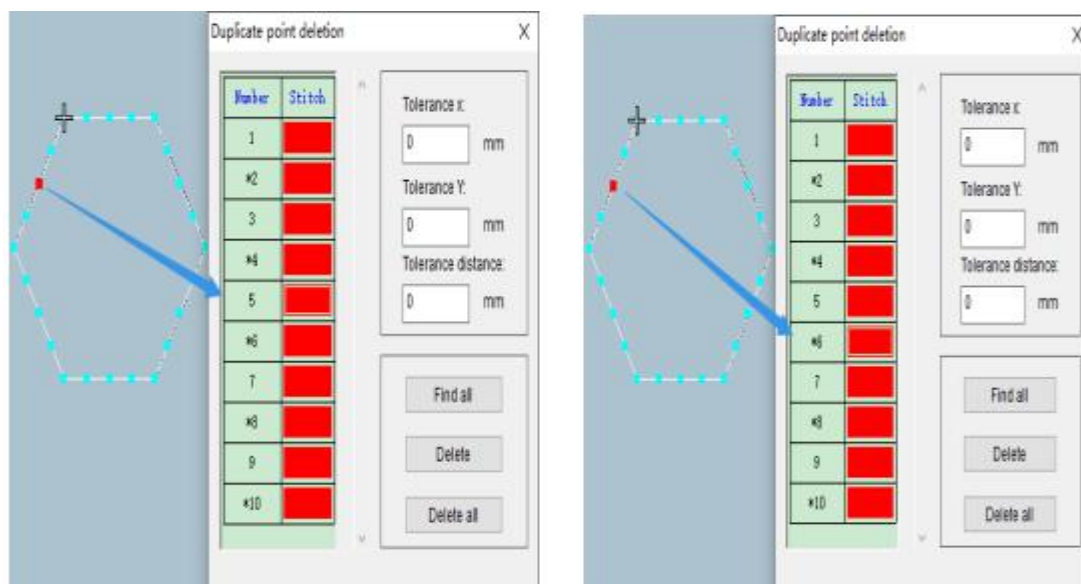 Duplicate point deletion X
Number Stitch
1
*2
3
*4
5
*6
7
*8
9
*10
Tolerance x:
0 mm
Tolerance Y:
0 mm
Tolerance distance:
0 mm
Find all
Delete
Delete all
Duplicate point deletion X
Number Stitch
1
*2
3
*4
5
*6
7
*8
9
*10
Tolerance x:
0 mm
Tolerance Y:
0 mm
Tolerance distance:
0 mm
Find all
Delete
Delete all